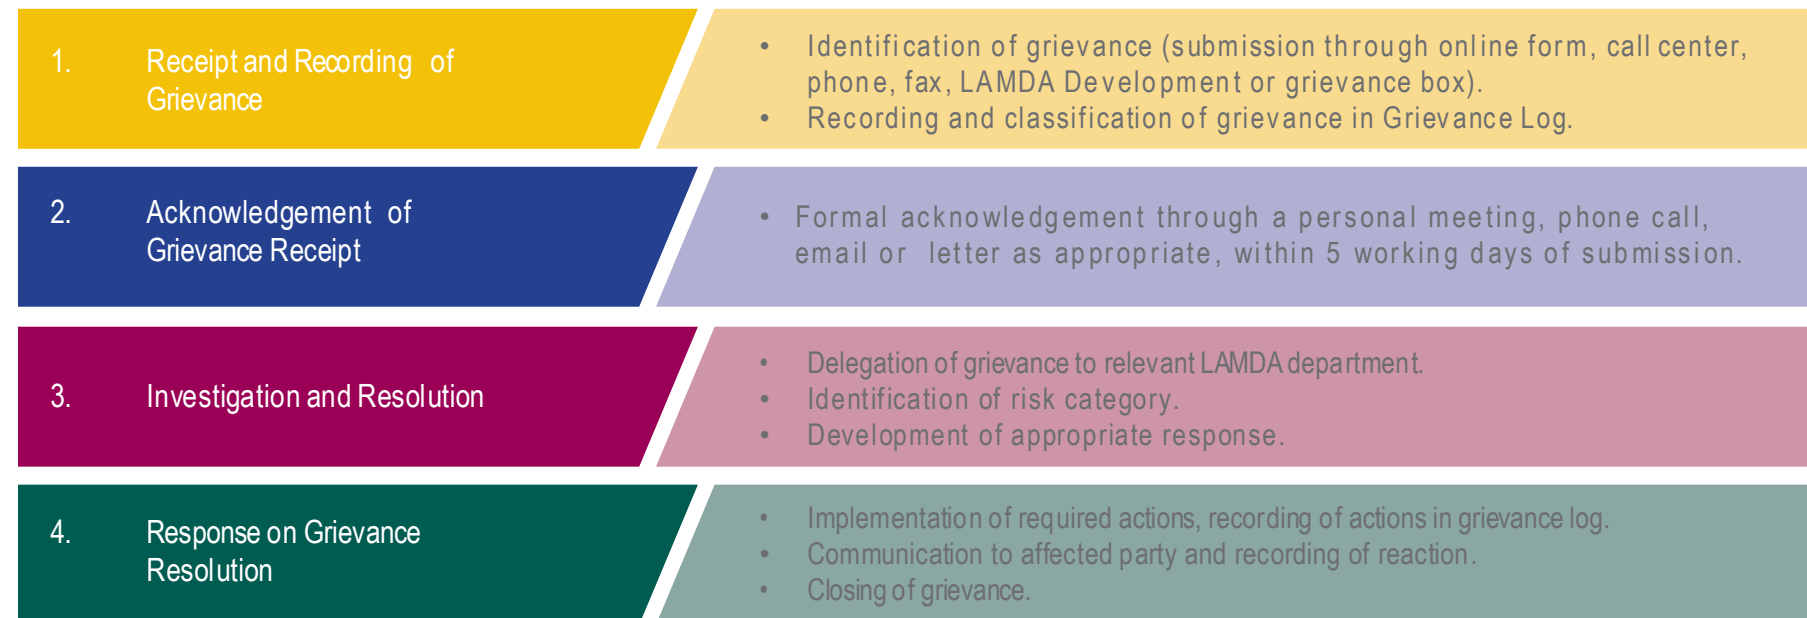 1. Receipt and Recording of
Grievance
• Identification of grievance (submission through online form, call center,
phone, fax, LAMDA Development or grievance box).
• Recording and classification of grievance in Grievance Log.
2. Acknowledgement of
Grievance Receipt
• Formal acknowledgement through a personal meeting, phone call,
email or letter as appropriate, within 5 working days of submission.
3. Investigation and Resolution
• Delegation of grievance to relevant LAMDA department.
• Identification of risk category.
• Development of appropriate response.
4. Response on Grievance
Resolution
• Implementation of required actions, recording of actions in grievance log.
• Communication to affected party and recording of reaction.
• Closing of grievance.